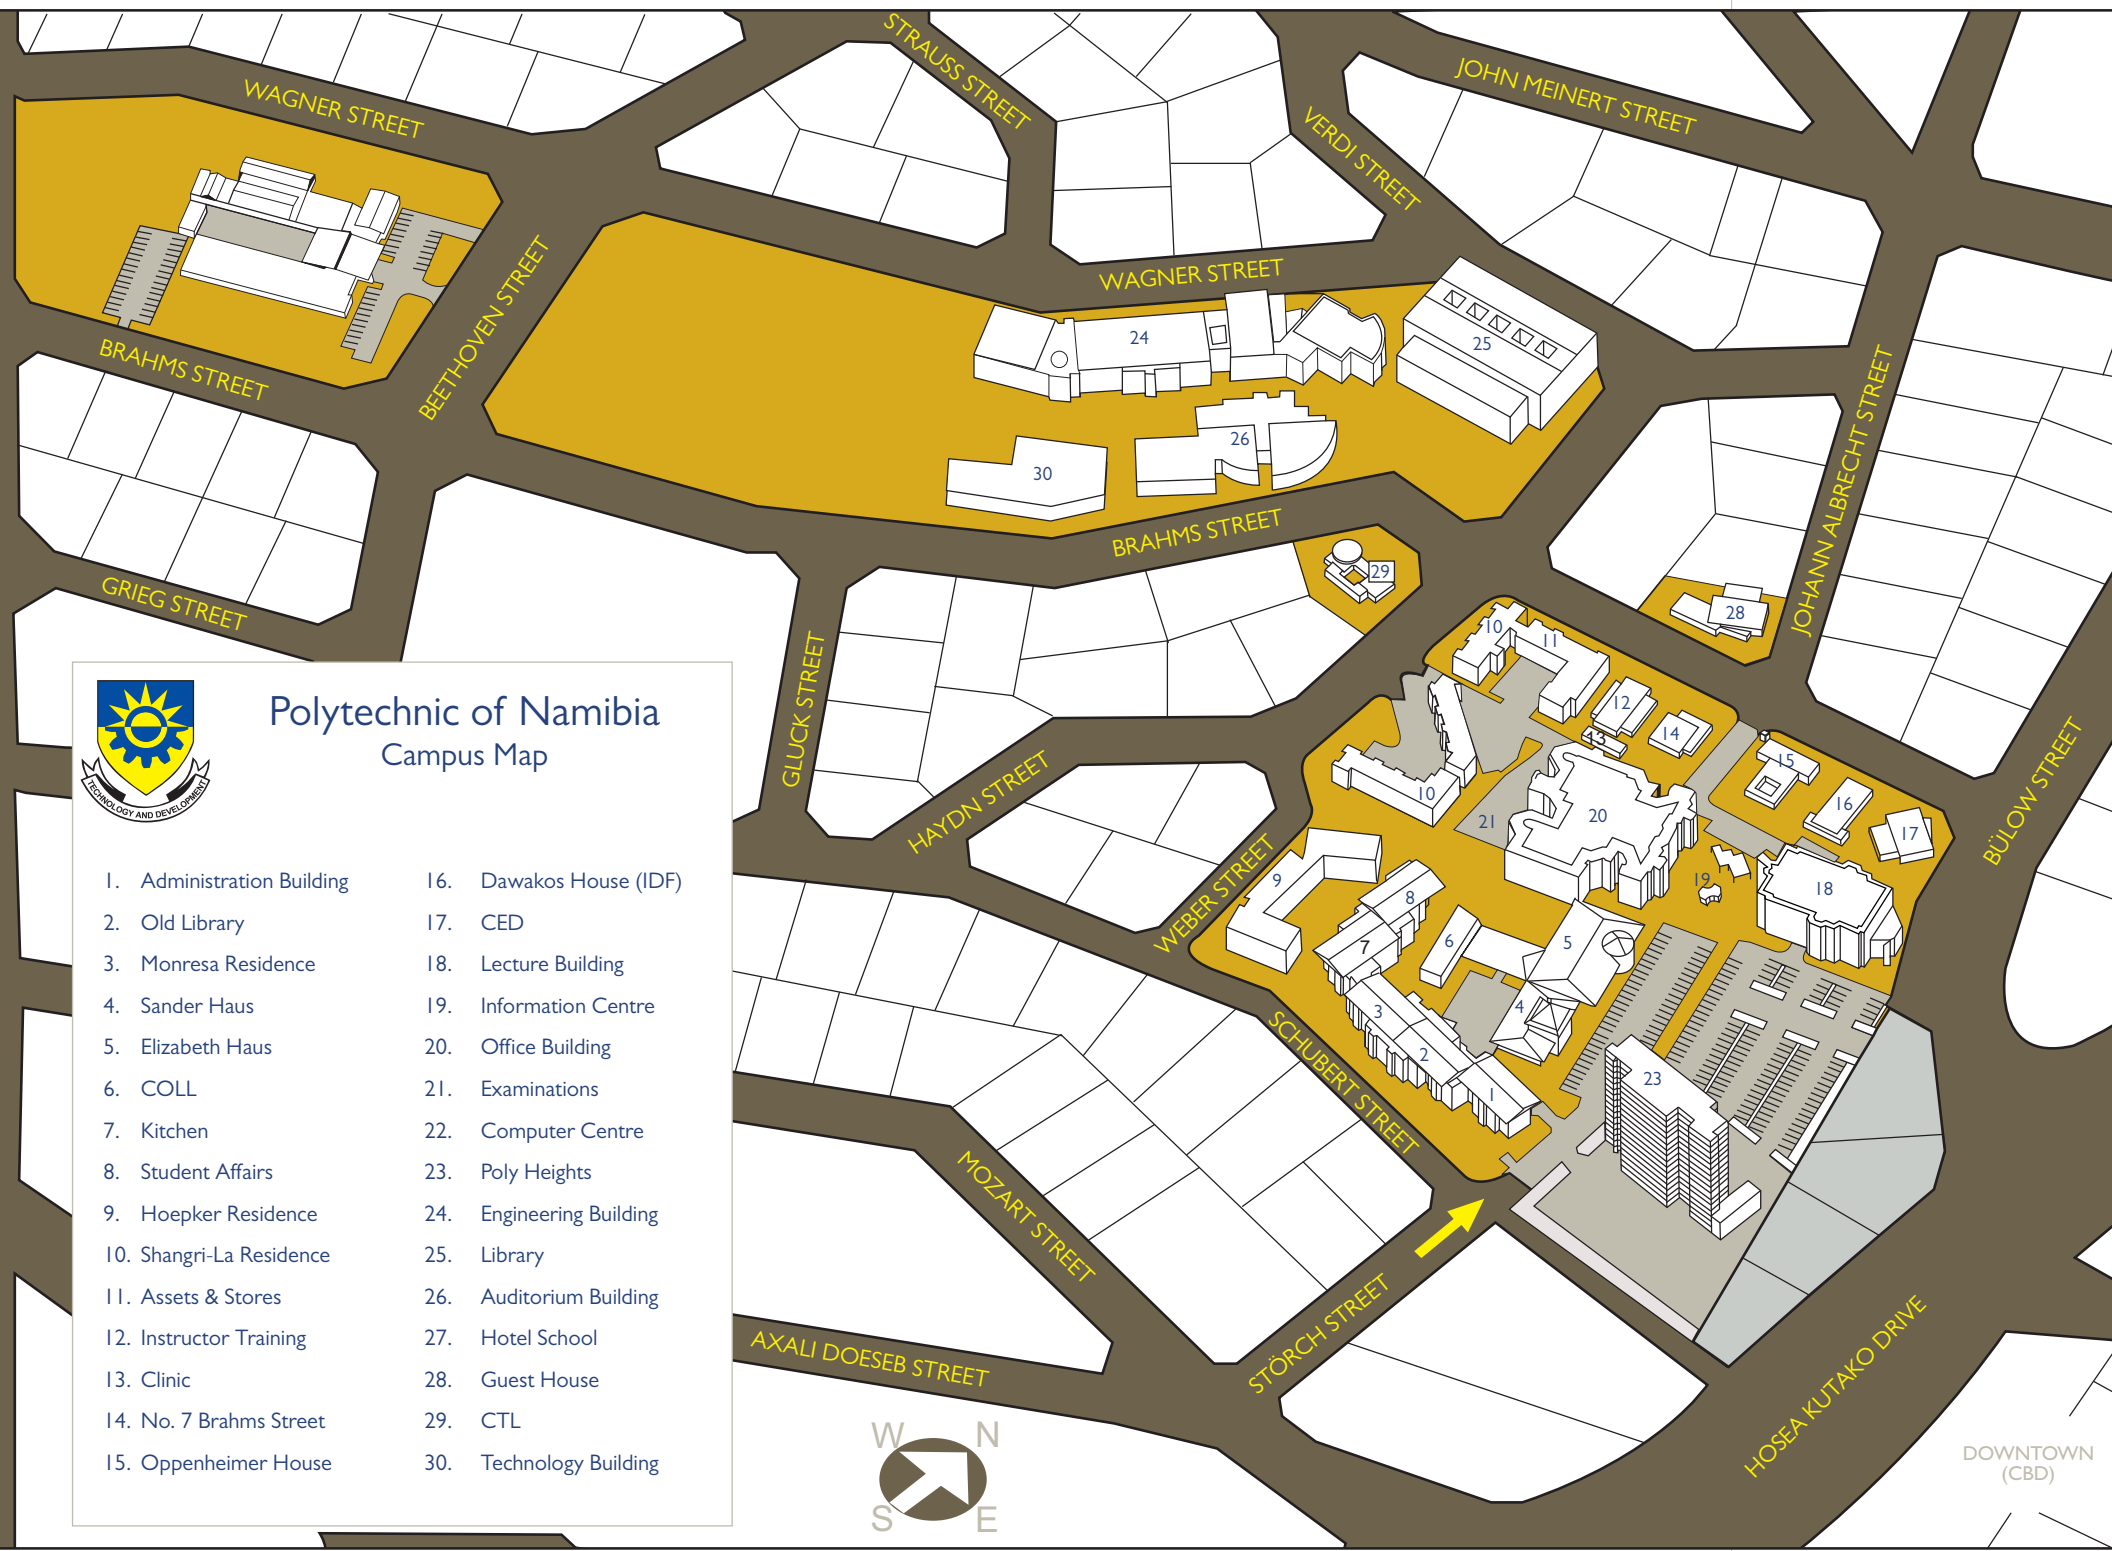 STRAUSS STREET
JOHN MEINERT STREET
WAGNER STREET
VERDI STREET
BEETHOVEN STREET
WAGNER STREET
BRAHMS STREET
24
25
26
30
JOHANN ALBRECHT STREET
BRAHMS STREET
29
GRIEG STREET
28
10
11
GLUCK STREET
12
14
13
15
BÜLOW STREET
HAYDN STREET
10
21
20
16
17
WEBER STREET
9
8
19
18
7
6
5
3
4
2
1
23
SCHUBERT STREET
MOZART STREET
STÖRCH STREET
AXALI DOESEB STREET
HOSEA KUTAKO DRIVE
DOWNTOWN
(CBD)
W N
S E
TECHNOLOGY AND DEVELOPMENT
Polytechnic of Namibia
Campus Map
1. Administration Building
2. Old Library
3. Monresa Residence
4. Sander Haus
5. Elizabeth Haus
6. COLL
7. Kitchen
8. Student Affairs
9. Hoepker Residence
10. Shangri-La Residence
11. Assets & Stores
12. Instructor Training
13. Clinic
14. No. 7 Brahms Street
15. Oppenheimer House
16. Dawakos House (IDF)
17. CED
18. Lecture Building
19. Information Centre
20. Office Building
21. Examinations
22. Computer Centre
23. Poly Heights
24. Engineering Building
25. Library
26. Auditorium Building
27. Hotel School
28. Guest House
29. CTL
30. Technology Building